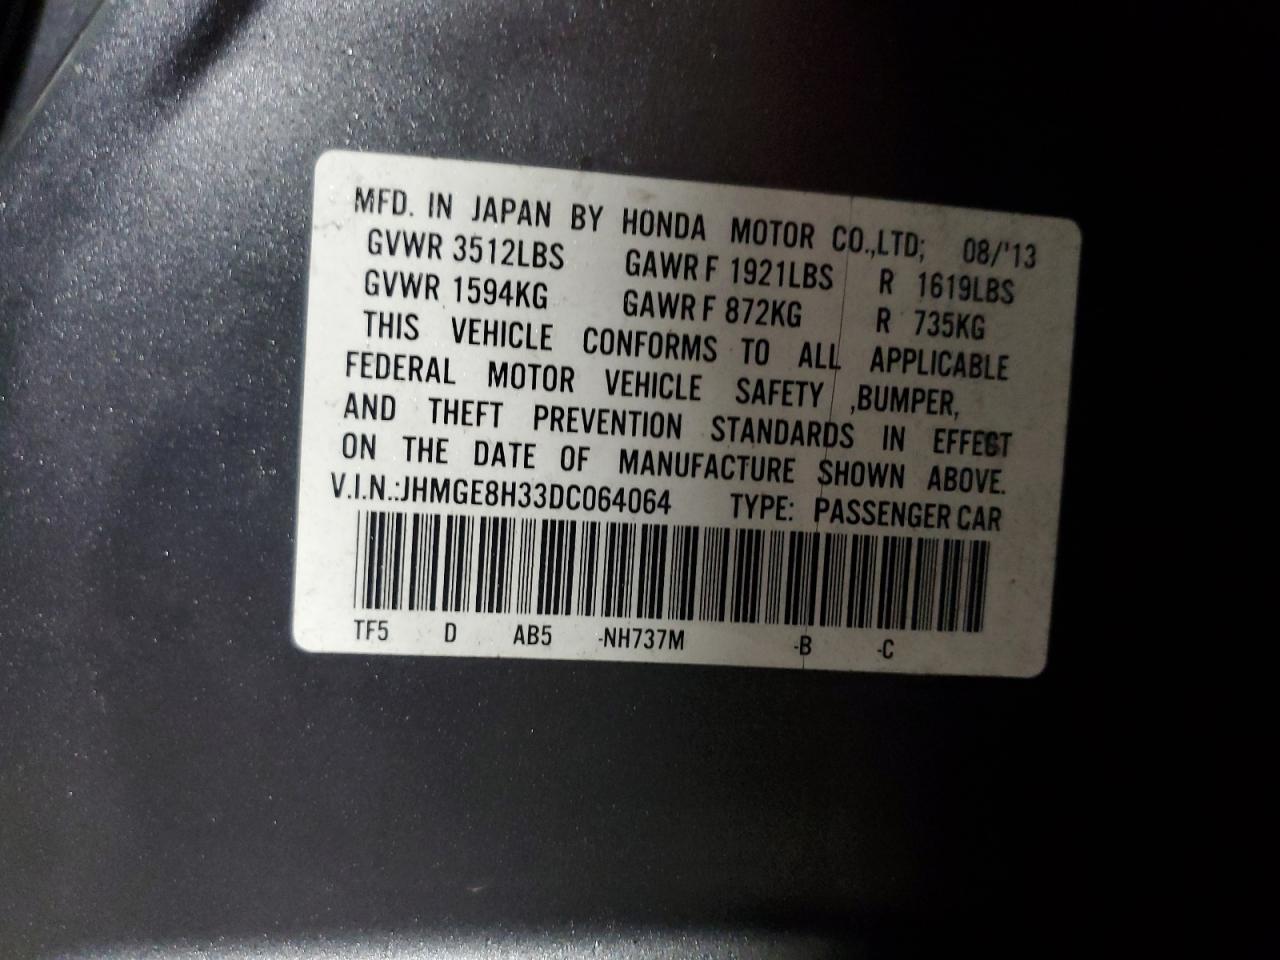 MFD. IN JAPAN BY HONDA MOTOR CO.,LTD; 08/'13
GVWR 3512LBS GAWR F 1921LBS R 1619LBS
GVWR 1594KG GAWR F 872KG R 735KG
THIS VEHICLE CONFORMS TO ALL APPLICABLE
FEDERAL MOTOR VEHICLE SAFETY ,BUMPER,
AND THEFT PREVENTION STANDARDS IN EFFECT
ON THE DATE OF MANUFACTURE SHOWN ABOVE.
V.I.N.:JHMGE8H33DC064064 TYPE: PASSENGER CAR
TF5 D AB5 -NH737M -B -C